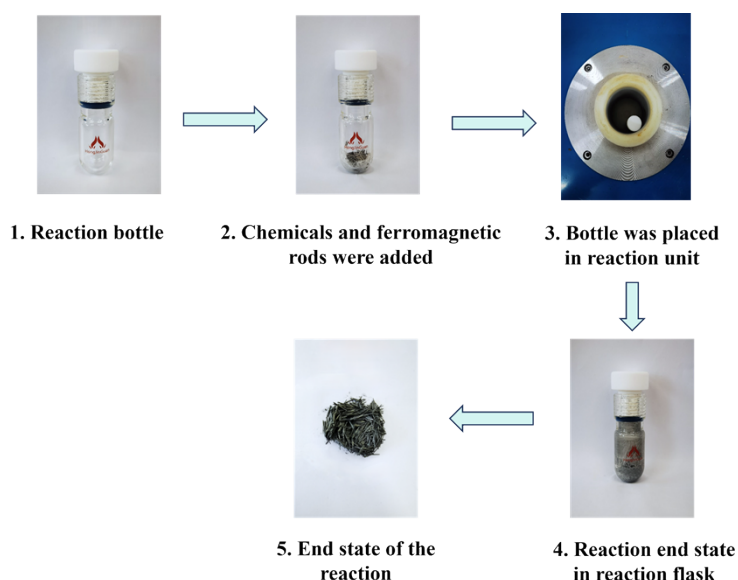 1. Reaction bottle
2. Chemicals and ferromagnetic
rods were added
3. Bottle was placed
in reaction unit
4. Reaction end state
in reaction flask
5. End state of the
reaction